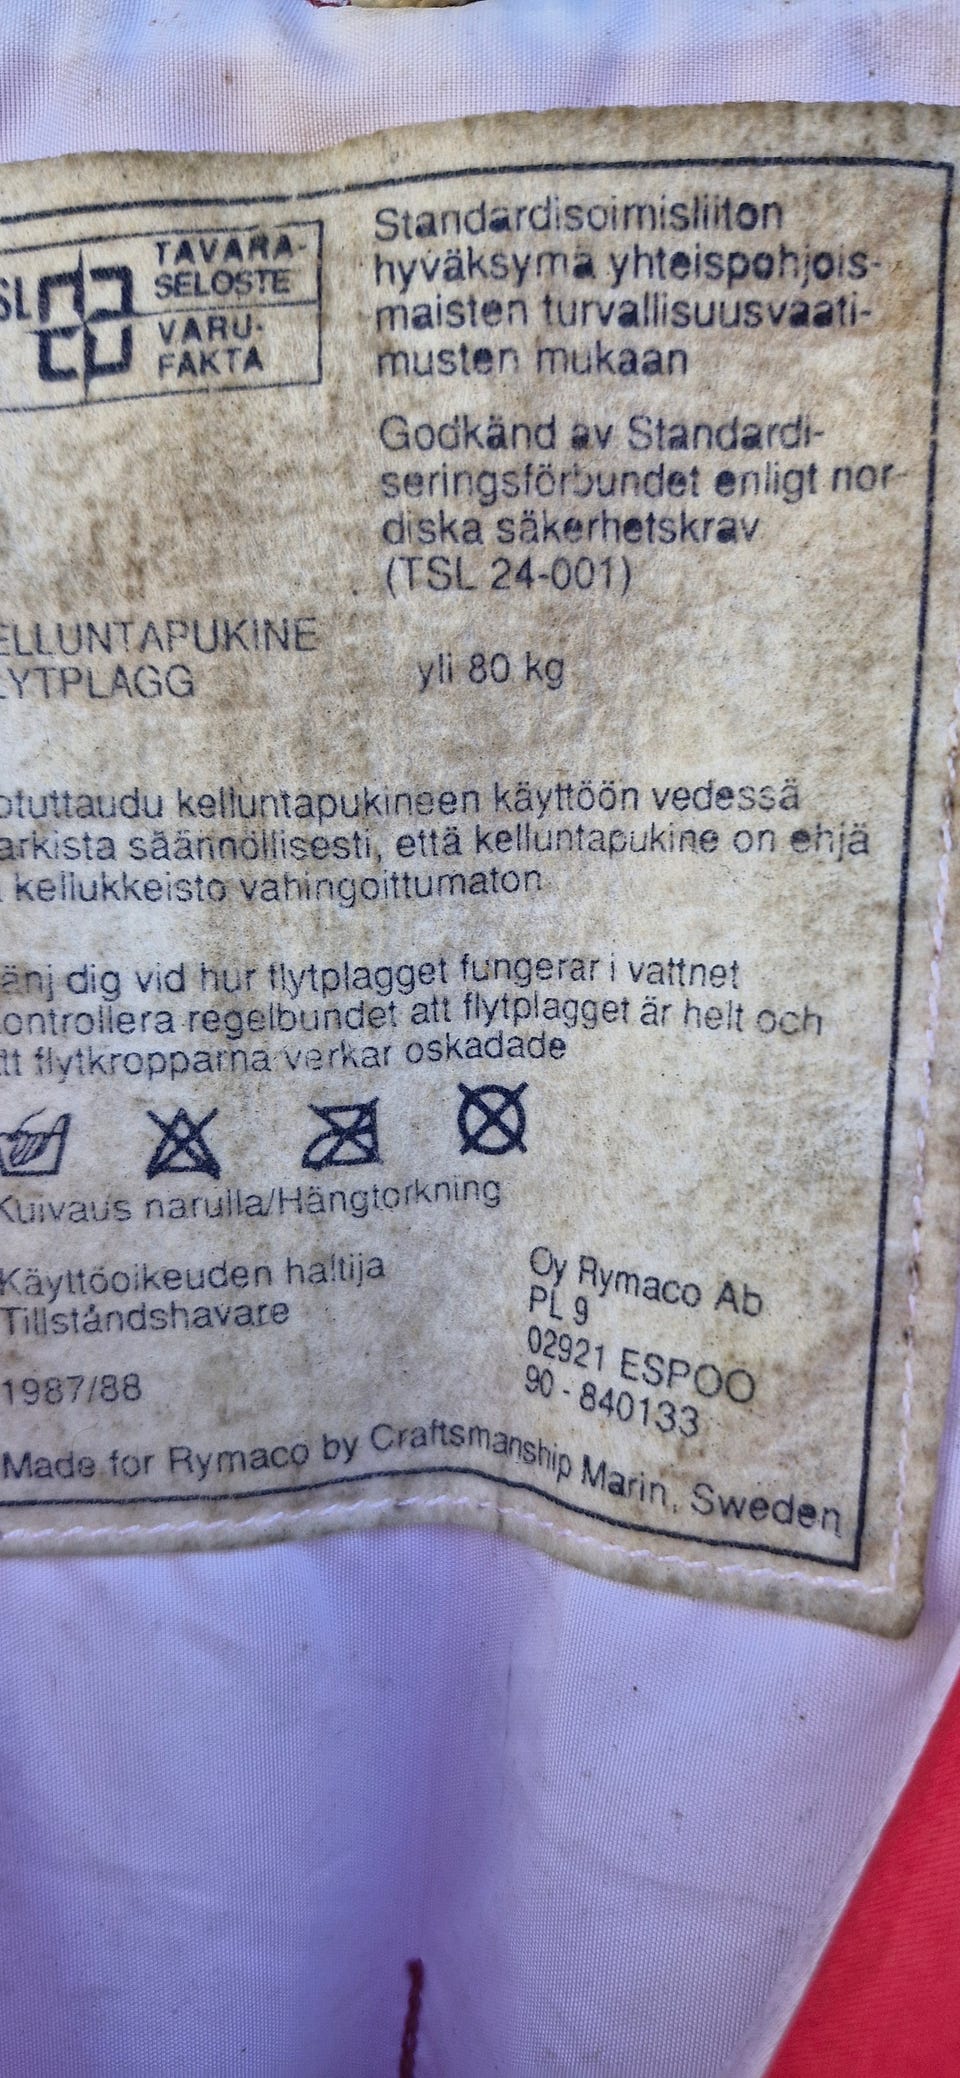 SL TAVARA-
SELOSTE
VARU-
FAKTA
Standardisoimisliiton
hyväksymä yhteispohjois-
maisten turvallisuusvaati-
musten mukaan
Godkänd av Standardi-
seringsförbundet enligt nor-
diska säkerhetskrav
(TSL 24-001)
ELLUNTAPUKINE
LYTPLAGG
yli 80 kg
otuttaudu kelluntapukineen käyttöön vedessä
arkista säännöllisesti, että kelluntapukine on ehjä
kellukkeisto vahingoittumaton
änj dig vid hur flytplagget fungerar i vattnet
ontrollera regelbundet att flytplagget är helt och
tt flytkropparna verkar oskadade
Kuivaus narulla/Hängtorkning
Käyttöoikeuden haltija
Tillståndshavare
Oy Rymaco Ab
PL 9
02921 ESPOO
90-840133
1987/88
Made for Rymaco by Craftsmanship Marin, Sweden